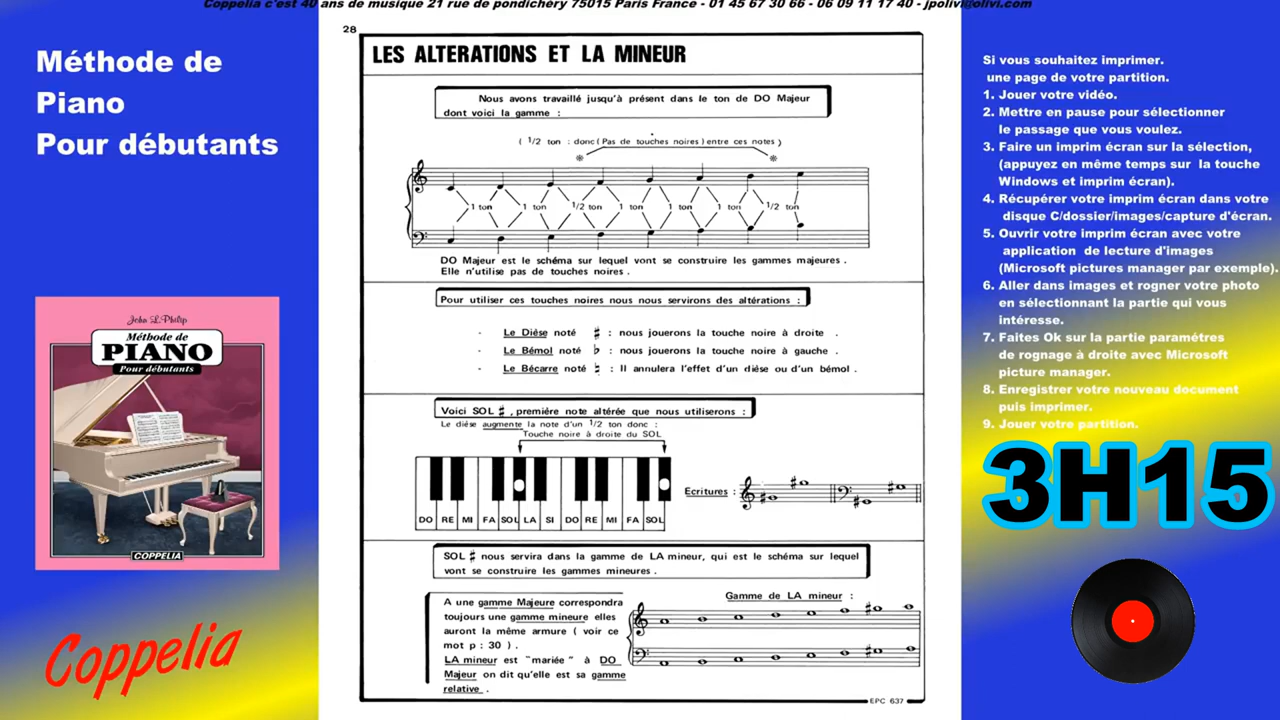 Coppelia c'est 40 ans de musique 21 rue de pondichéry 75015 Paris France - 01 45 67 30 66 - 06 09 11 17 40 - jpolivi@olivi.com
Méthode de
Piano
Pour débutants
John L. Philip
Méthode de
PIANO
Pour débutants
COPPELIA
Coppelia
28
LES ALTERATIONS ET LA MINEUR
Nous avons travaillé jusqu'à présent dans le ton de DO Majeur
dont voici la gamme :
( 1/2 ton : donc ( Pas de touches noires ) entre ces notes )
1 ton 1 ton 1/2 ton 1 ton 1 ton 1 ton 1/2 ton
DO Majeur est le schéma sur lequel vont se construire les gammes majeures .
Elle n'utilise pas de touches noires .
Pour utiliser ces touches noires nous nous servirons des altérations :
- Le Dièse noté ♯ : nous jouerons la touche noire à droite .
- Le Bémol noté ♭ : nous jouerons la touche noire à gauche .
- Le Bécarre noté ♮ : Il annulera l'effet d'un dièse ou d'un bémol .
Voici SOL ♯ , premiére note altérée que nous utiliserons :
Le dièse augmente la note d'un 1/2 ton donc :
Touche noire à droite du SOL
DO RE MI FA SOL LA SI DO RE MI FA SOL
Ecritures :
SOL ♯ nous servira dans la gamme de LA mineur, qui est le schéma sur lequel
vont se construire les gammes mineures .
A une gamme Majeure correspondra
toujours une gamme mineure elles
auront la même armure ( voir ce
mot p : 30 ) .
LA mineur est "mariée" à DO
Majeur on dit qu'elle est sa gamme
relative .
Gamme de LA mineur :
EPC 637
Si vous souhaitez imprimer.
une page de votre partition.
1. Jouer votre vidéo.
2. Mettre en pause pour sélectionner
le passage que vous voulez.
3. Faire un imprim écran sur la sélection,
(appuyez en même temps sur la touche
Windows et imprim écran).
4. Récupérer votre imprim écran dans votre
disque C/dossier/images/capture d'écran.
5. Ouvrir votre imprim écran avec votre
application de lecture d'images
(Microsoft pictures manager par exemple).
6. Aller dans images et rogner votre photo
en sélectionnant la partie qui vous
intéresse.
7. Faites Ok sur la partie paramétres
de rognage à droite avec Microsoft
picture manager.
8. Enregistrer votre nouveau document
puis imprimer.
9. Jouer votre partition.
3H15